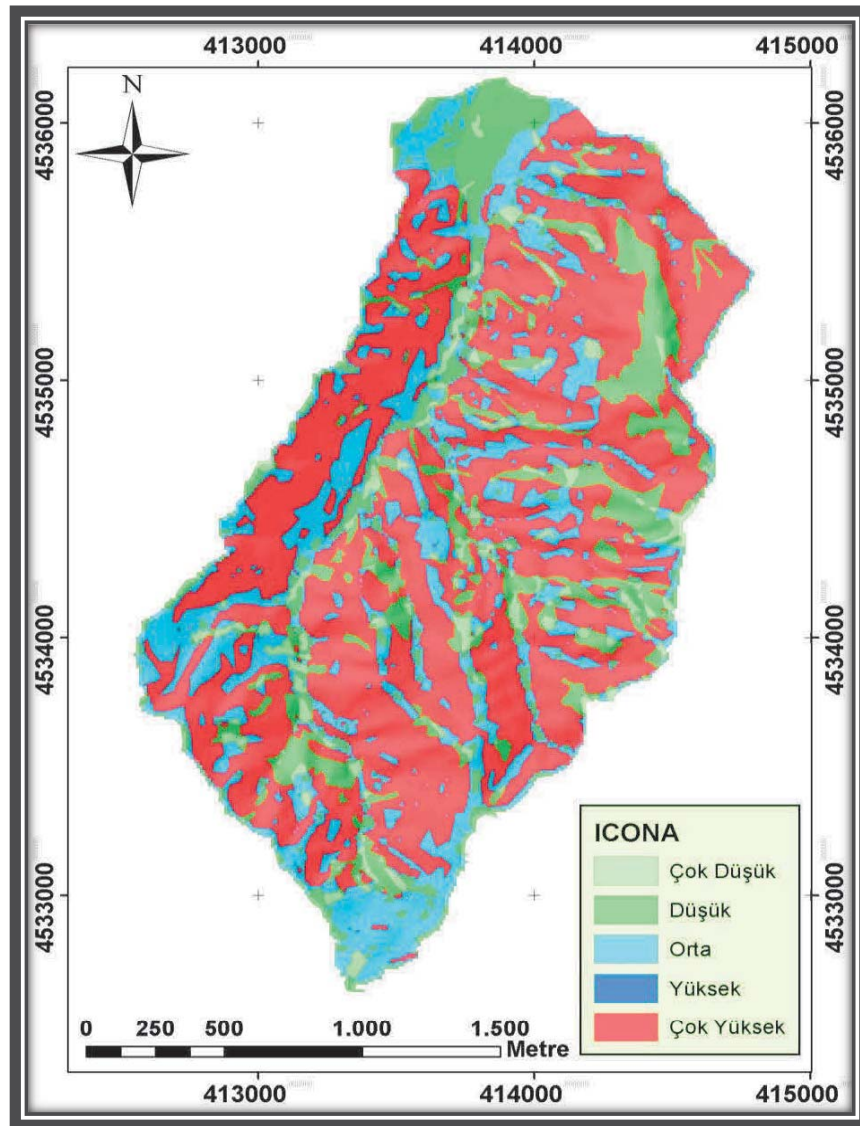 413000 414000 415000
N
4536000 4536000
4535000 4535000
4534000 4534000
4533000 4533000
ICONA
Çok Düşük
Düşük
Orta
Yüksek
Çok Yüksek
0 250 500 1.000 1.500
Metre
413000 414000 415000